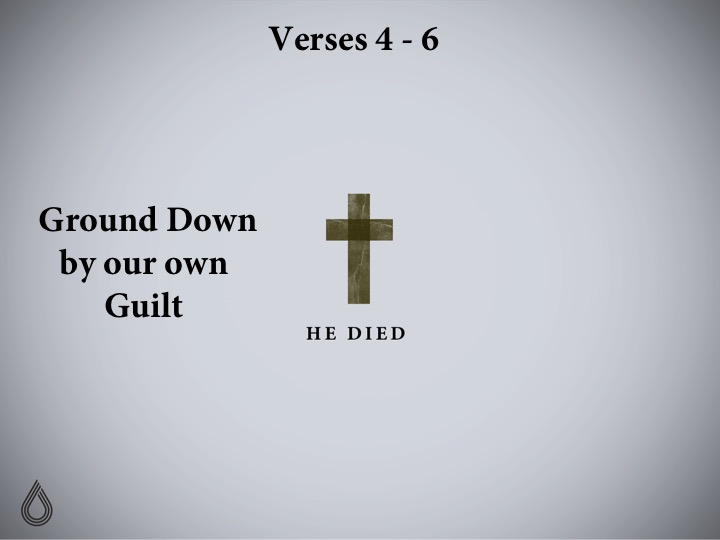 Verses 4 - 6
Ground Down
by our own
Guilt
HE DIED